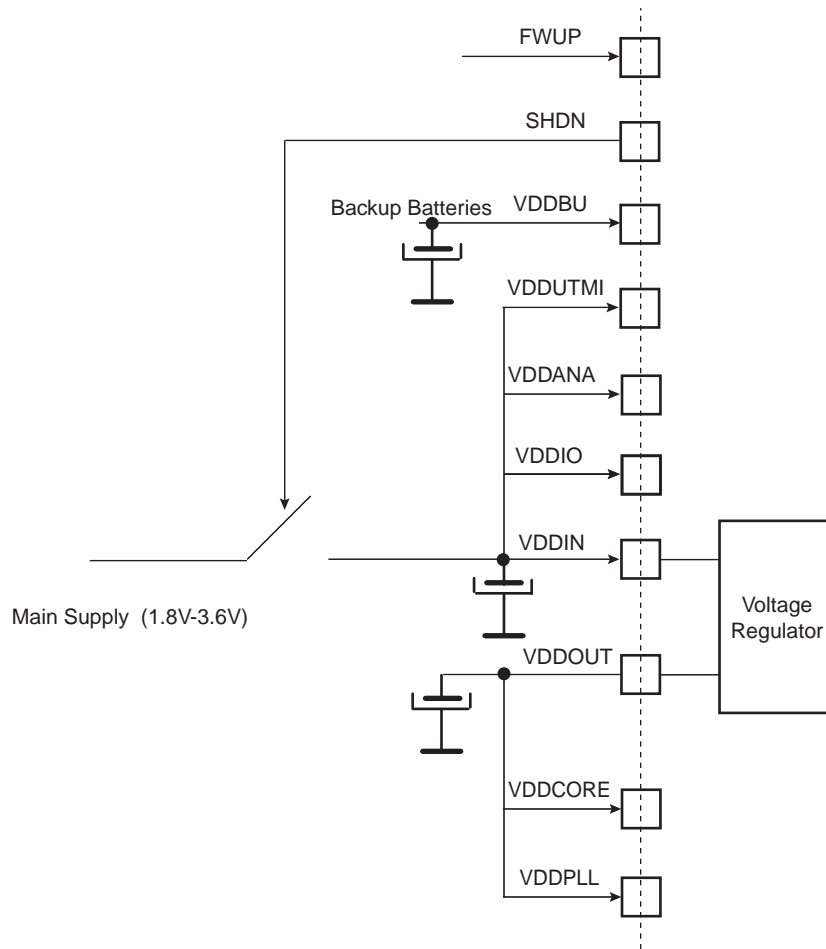 FWUP
SHDN
Backup Batteries
VDDBU
VDDUTMI
VDDANA
VDDIO
VDDIN
Main Supply (1.8V-3.6V)
Voltage
Regulator
VDDOUT
VDDCORE
VDDPLL